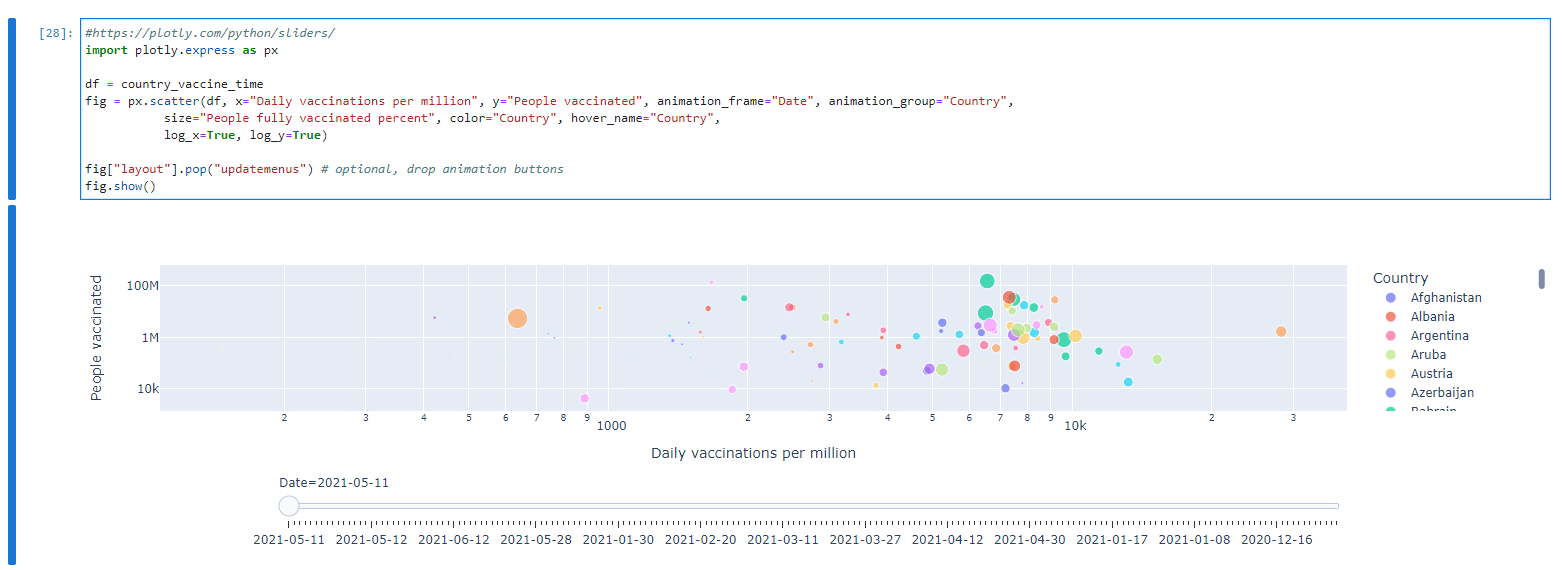 [28]: #https://plotly.com/python/sliders/
import plotly.express as px
df = country_vaccine_time
fig = px.scatter(df, x="Daily vaccinations per million", y="People vaccinated", animation_frame="Date", animation_group="Country",
size="People fully vaccinated percent", color="Country", hover_name="Country",
log_x=True, log_y=True)
fig["layout"].pop("updatemenus") # optional, drop animation buttons
fig.show()
People vaccinated
100M
1M
10k
2 3 4 5 6 7 8 9 1000 2 3 4 5 6 7 8 9 10k 2 3
Daily vaccinations per million
Country
Afghanistan
Albania
Argentina
Aruba
Austria
Azerbaijan
Bahrain
Date=2021-05-11
2021-05-11 2021-05-12 2021-06-12 2021-05-28 2021-01-30 2021-02-20 2021-03-11 2021-03-27 2021-04-12 2021-04-30 2021-01-17 2021-01-08 2020-12-16